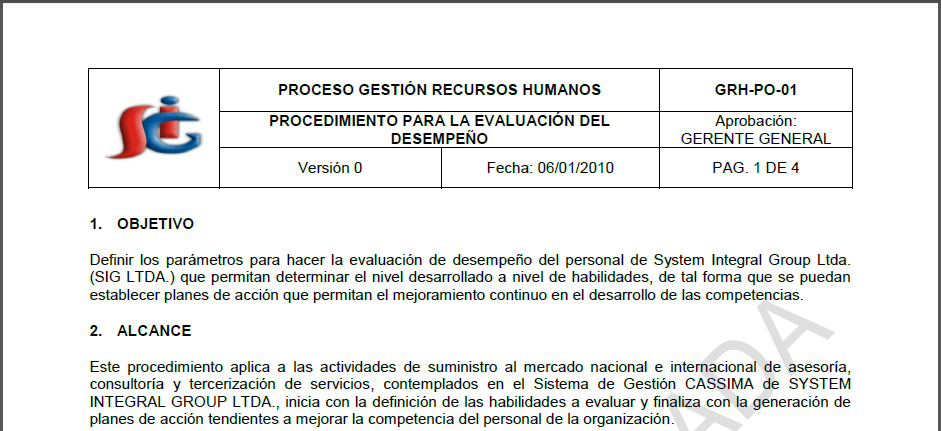 SIG
PROCESO GESTIÓN RECURSOS HUMANOS
GRH-PO-01
PROCEDIMIENTO PARA LA EVALUACIÓN DEL
DESEMPEÑO
Aprobación:
GERENTE GENERAL
Versión 0
Fecha: 06/01/2010
PAG. 1 DE 4
1. OBJETIVO
Definir los parámetros para hacer la evaluación de desempeño del personal de System Integral Group Ltda.
(SIG LTDA.) que permitan determinar el nivel desarrollado a nivel de habilidades, de tal forma que se puedan
establecer planes de acción que permitan el mejoramiento continuo en el desarrollo de las competencias.
2. ALCANCE
Este procedimiento aplica a las actividades de suministro al mercado nacional e internacional de asesoría,
consultoría y tercerización de servicios, contemplados en el Sistema de Gestión CASSIMA de SYSTEM
INTEGRAL GROUP LTDA., inicia con la definición de las habilidades a evaluar y finaliza con la generación de
planes de acción tendientes a mejorar la competencia del personal de la organización.
ADA